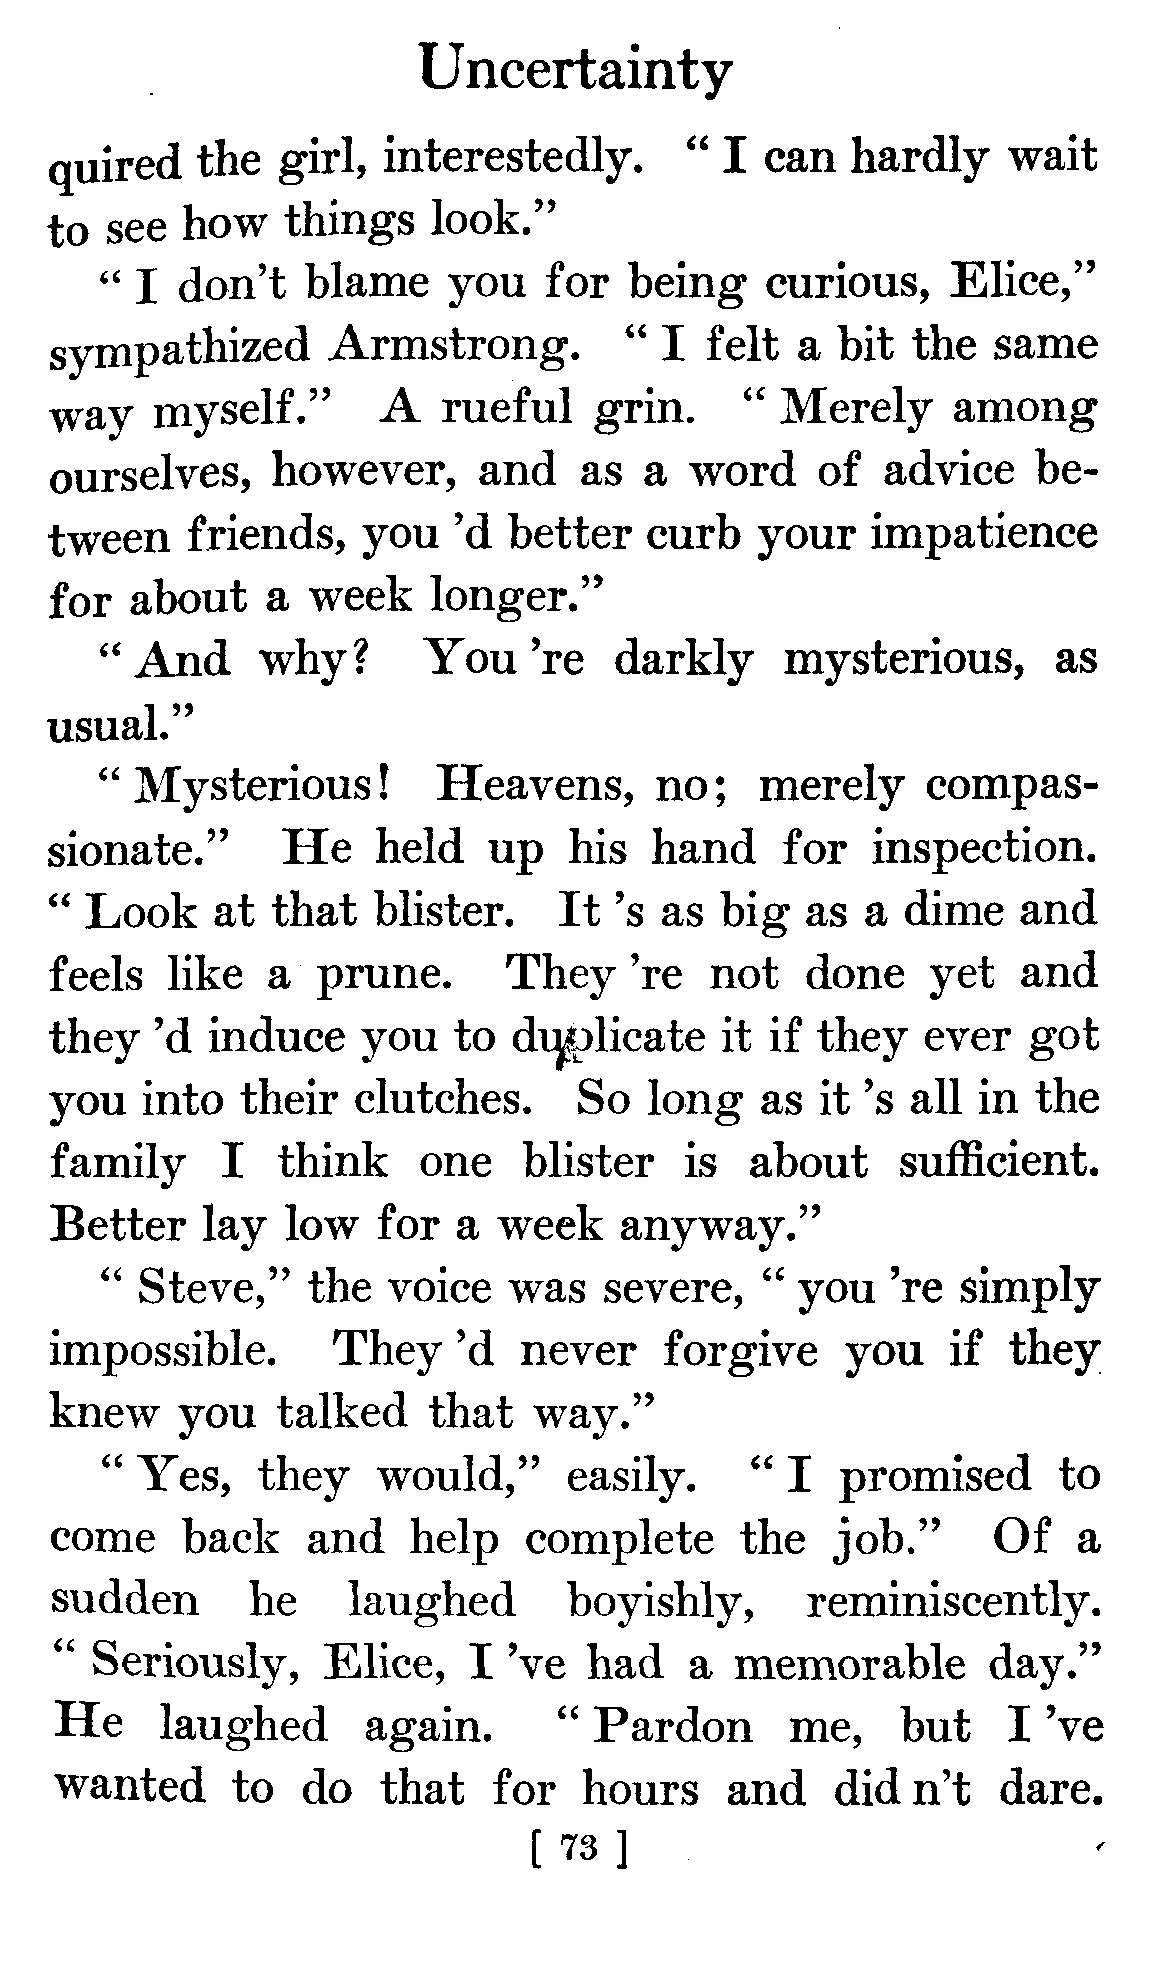 Uncertainty
quired the girl, interestedly. “ I can hardly wait
to see how things look.”
“ I don't blame you for being curious, Elice,”
sympathized Armstrong. “ I felt a bit the same
way myself.” A rueful grin. “ Merely among
ourselves, however, and as a word of advice be-
tween friends, you 'd better curb your impatience
for about a week longer.”
“ And why? You 're darkly mysterious, as
usual.”
“ Mysterious! Heavens, no; merely compas-
sionate.” He held up his hand for inspection.
“ Look at that blister. It 's as big as a dime and
feels like a prune. They 're not done yet and
they 'd induce you to duplicate it if they ever got
you into their clutches. So long as it 's all in the
family I think one blister is about sufficient.
Better lay low for a week anyway.”
“ Steve,” the voice was severe, “ you 're simply
impossible. They 'd never forgive you if they
knew you talked that way.”
“ Yes, they would,” easily. “ I promised to
come back and help complete the job.” Of a
sudden he laughed boyishly, reminiscently.
“ Seriously, Elice, I 've had a memorable day.”
He laughed again. “ Pardon me, but I 've
wanted to do that for hours and did n't dare.
[ 73 ]